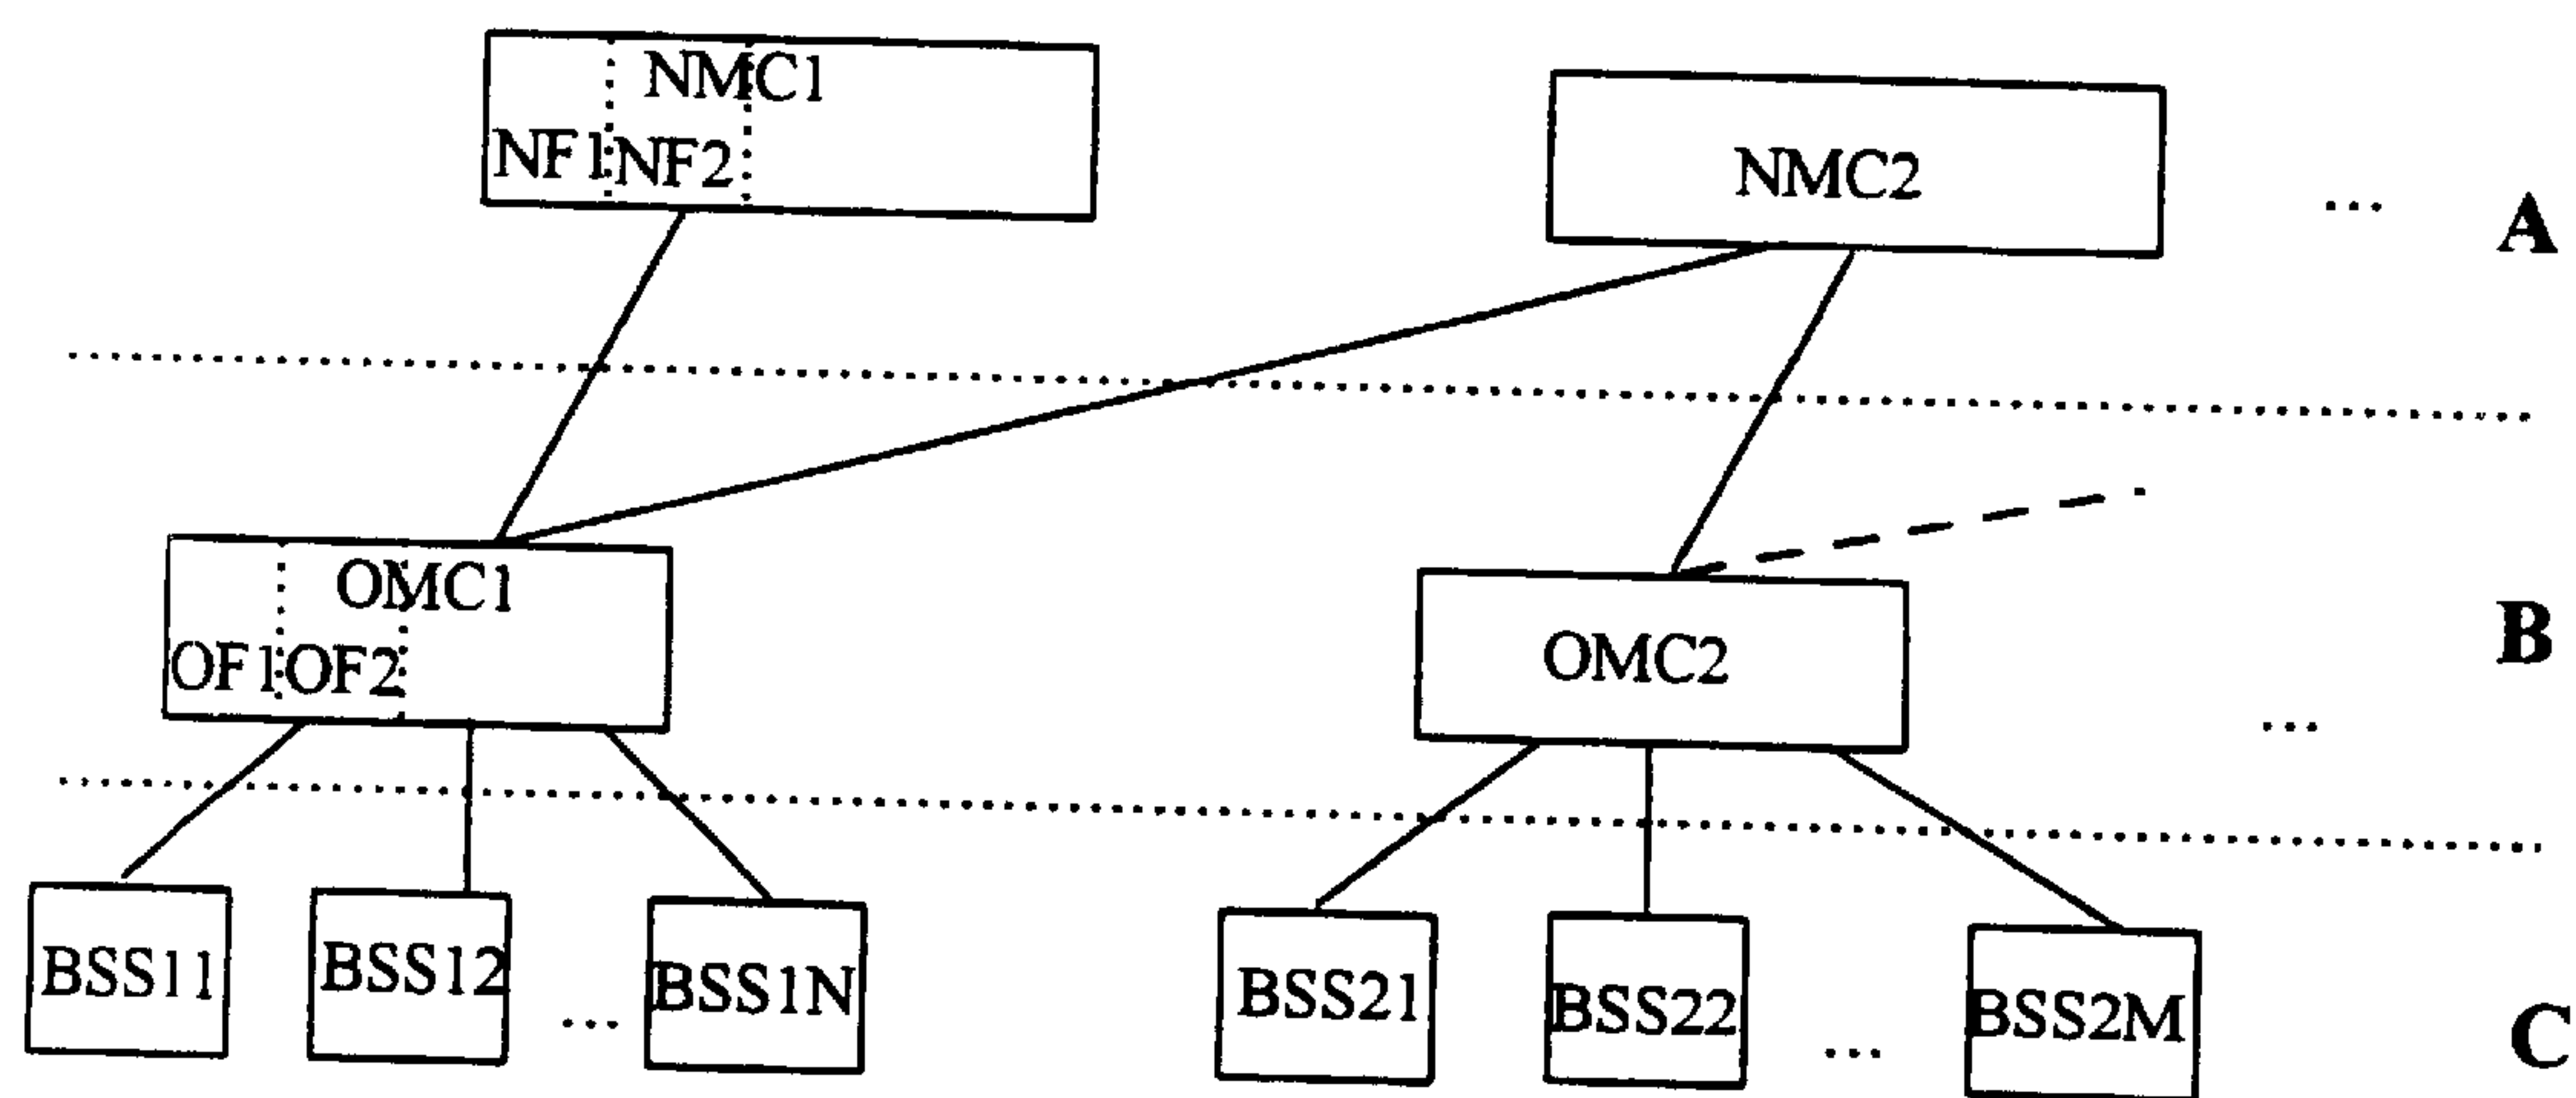 NMC1
NF1 NF2
NMC2
...
A
OMC1
OF1 OF2
OMC2
...
B
BSS11
BSS12
...
BSS1N
BSS21
BSS22
...
BSS2M
C